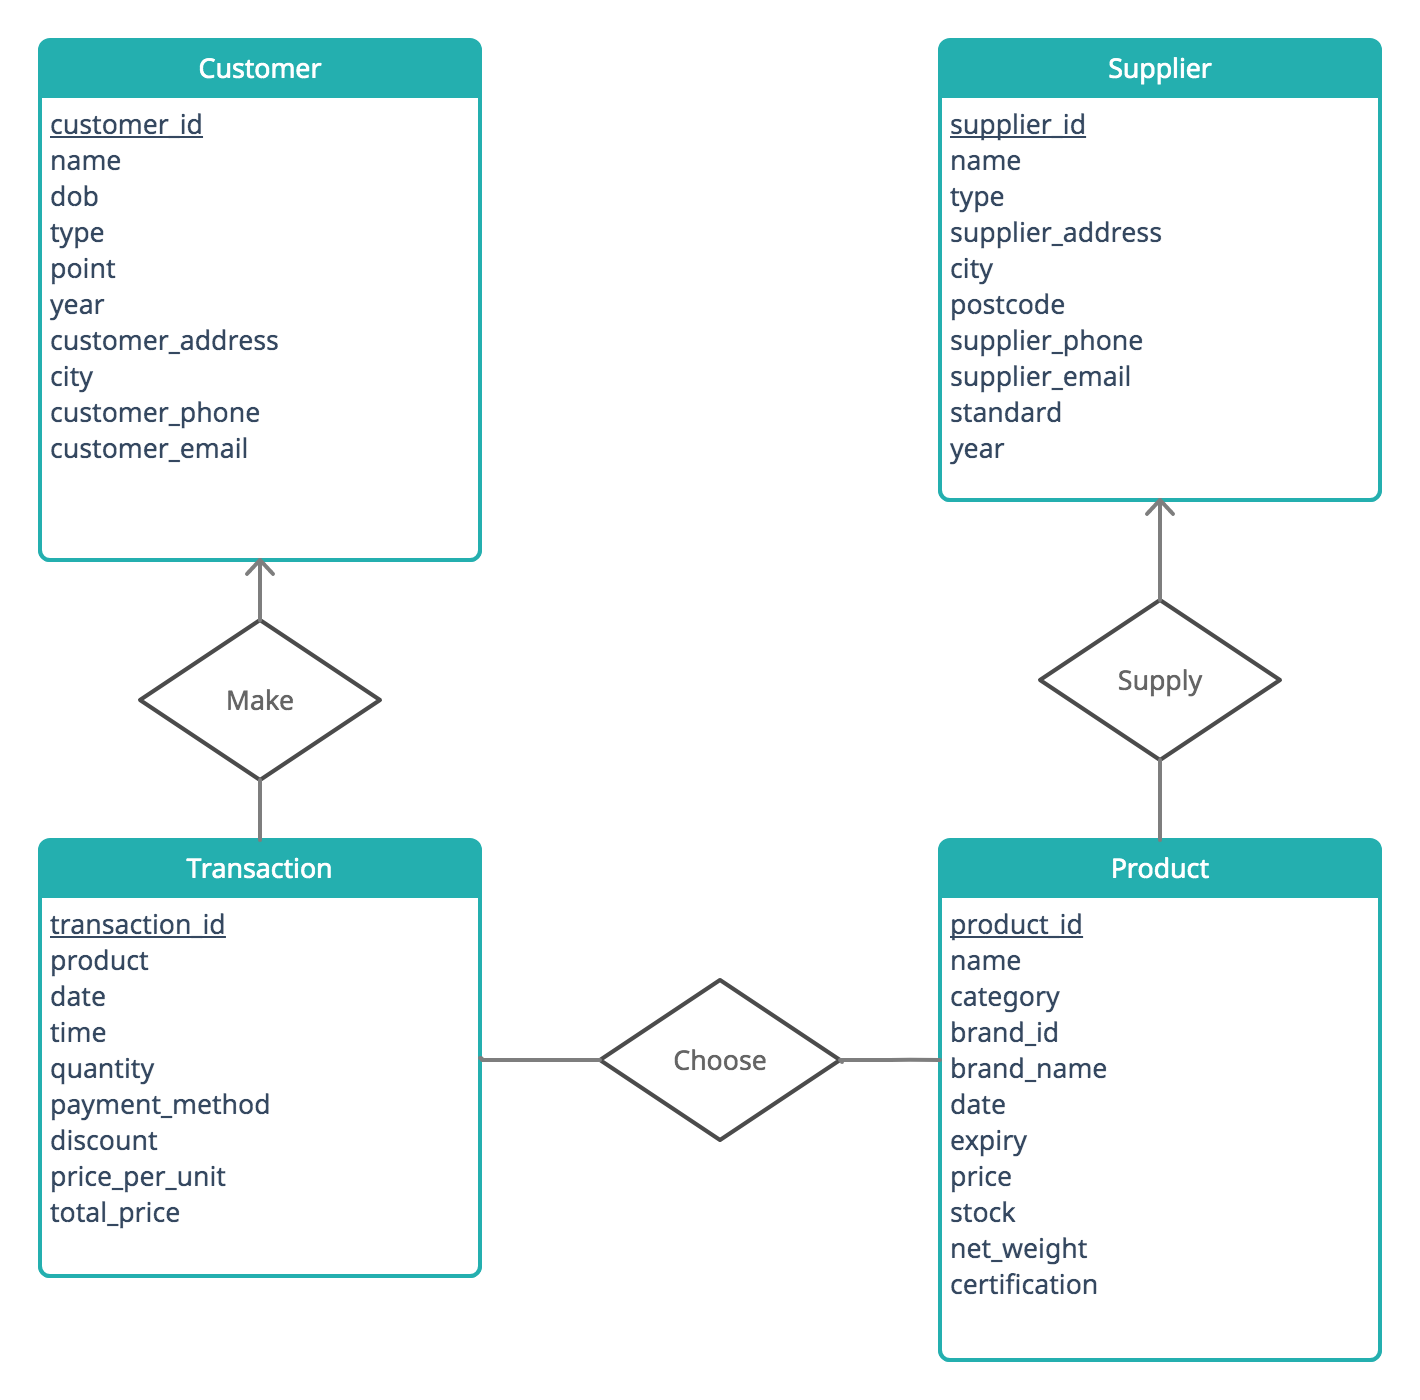 Customer
customer_id
name
dob
type
point
year
customer_address
city
customer_phone
customer_email
Supplier
supplier_id
name
type
supplier_address
city
postcode
supplier_phone
supplier_email
standard
year
Make
Supply
Transaction
transaction_id
product
date
time
quantity
payment_method
discount
price_per_unit
total_price
Choose
Product
product_id
name
category
brand_id
brand_name
date
expiry
price
stock
net_weight
certification